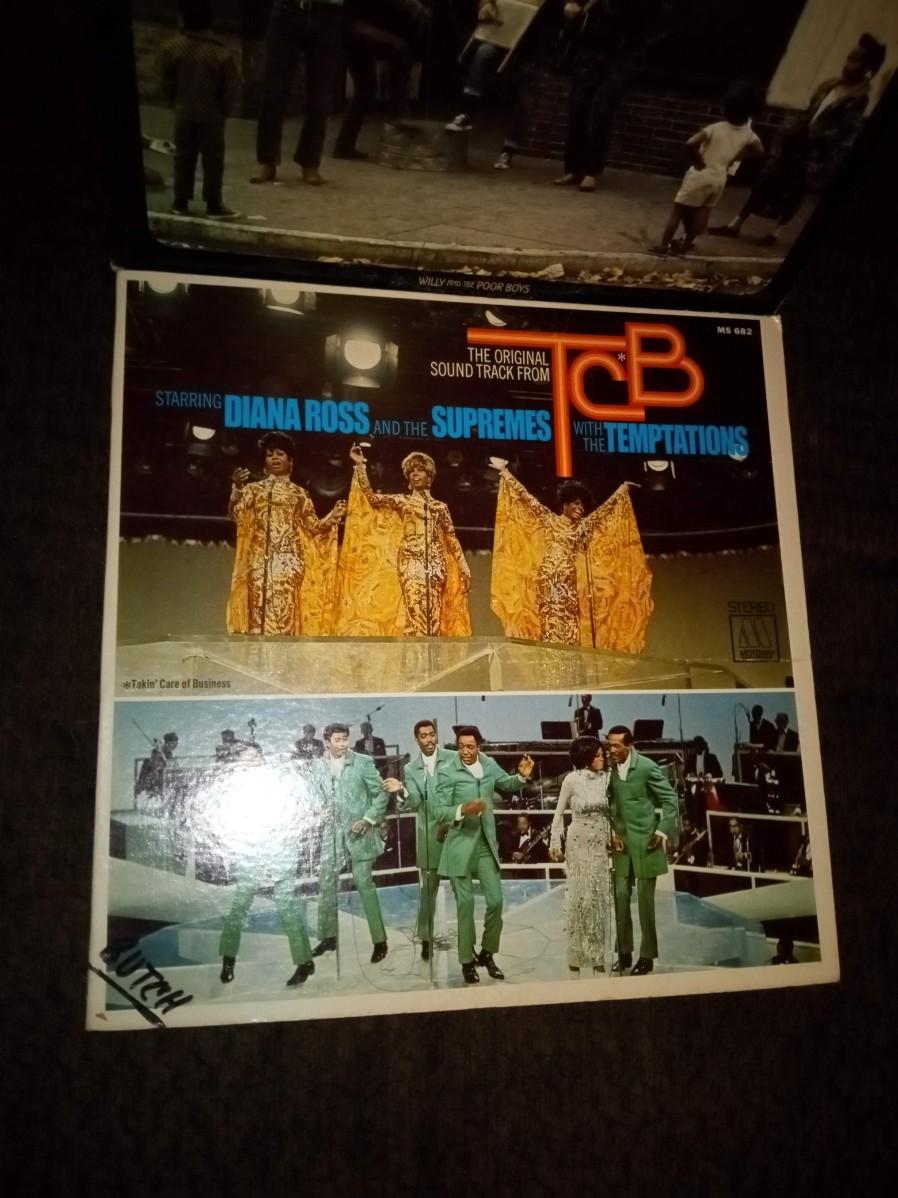 WILLY AND THE POOR BOYS
MS 682
THE ORIGINAL
SOUND TRACK FROM
TC*B
STARRING DIANA ROSS AND THE SUPREMES WITH THE TEMPTATIONS
STEREO
M
MOTOWN
*Takin' Care of Business
BUTCH